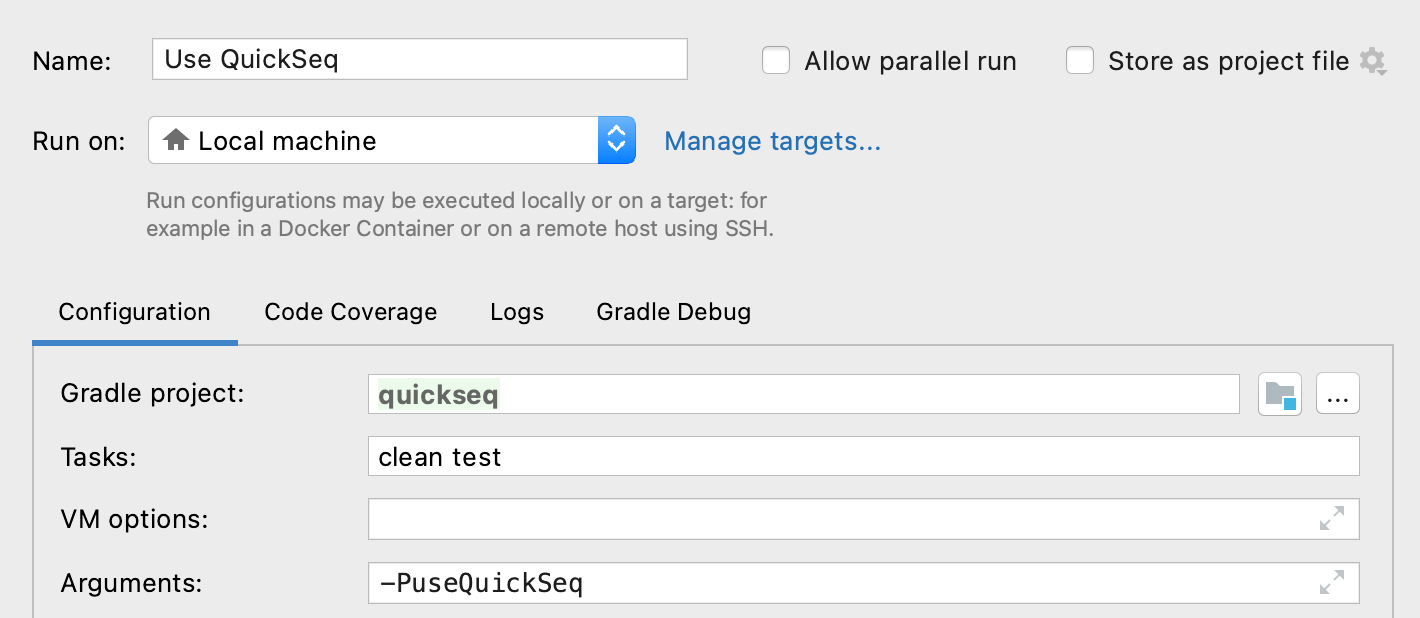 Name: Use QuickSeq Allow parallel run Store as project file
Run on: Local machine Manage targets...
Run configurations may be executed locally or on a target: for
example in a Docker Container or on a remote host using SSH.
Configuration Code Coverage Logs Gradle Debug
Gradle project: quickseq ...
Tasks: clean test
VM options:
Arguments: -PuseQuickSeq